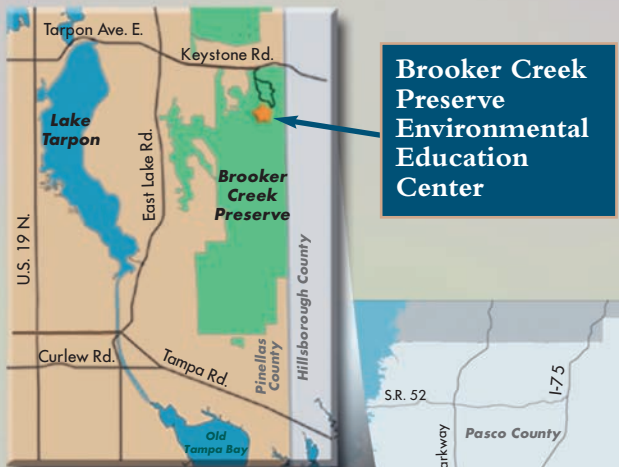 Tarpon Ave. E.
Keystone Rd.
Lake
Tarpon
East Lake Rd.
U.S. 19 N.
Brooker
Creek
Preserve
Hillsborough County
Pinellas
County
Curlew Rd.
Tampa Rd.
Old
Tampa Bay
Brooker Creek
Preserve
Environmental
Education
Center
S.R. 52
I-75
arkway
Pasco County